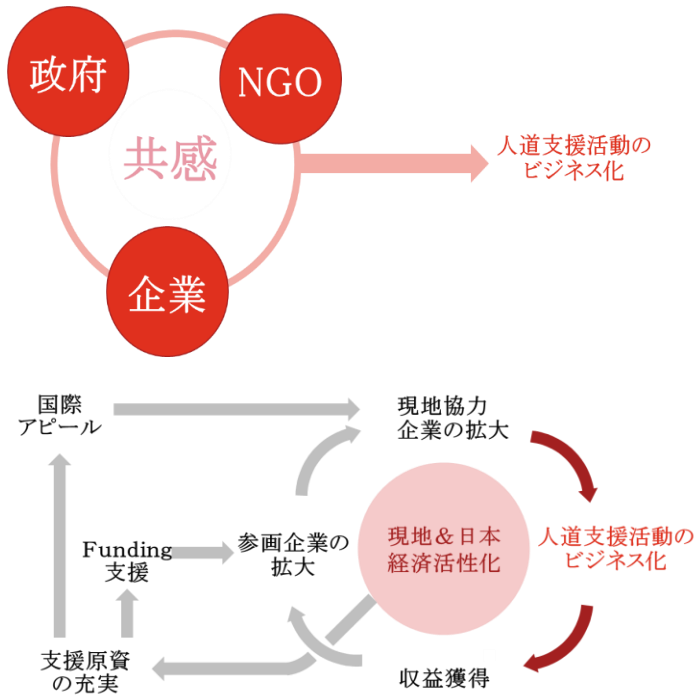 政府
NGO
共感
人道支援活動の
ビジネス化
企業
国際
アピール
現地協力
企業の拡大
Funding
支援
参画企業の
拡大
現地＆日本
経済活性化
人道支援活動の
ビジネス化
支援原資
の充実
収益獲得